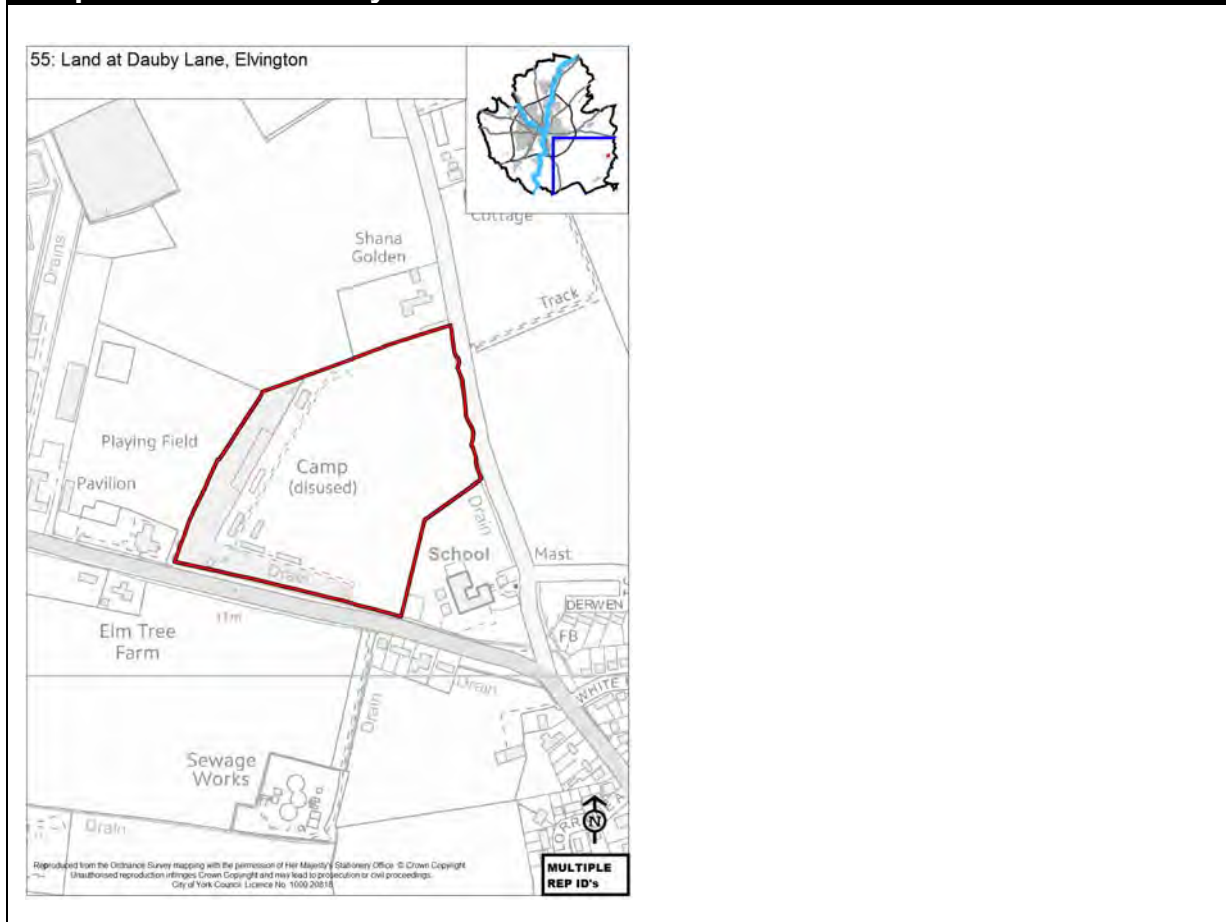 55: Land at Dauby Lane, Elvington
Cottage
Shana
Golden
Drains
Track
Playing Field
Camp
(disused)
Pavilion
Drain
School
Mast
Drain
DERWEN
11m
FB
Elm Tree
Farm
Drain
WHITE
Drain
Sewage
Works
Drain
N
Reproduced from the Ordnance Survey mapping with the permission of Her Majesty's Stationery Office. © Crown Copyright.
Unauthorised reproduction infringes Crown Copyright and may lead to prosecution or civil proceedings.
City of York Council. Licence No. 1000 20818
MULTIPLE
REP ID's